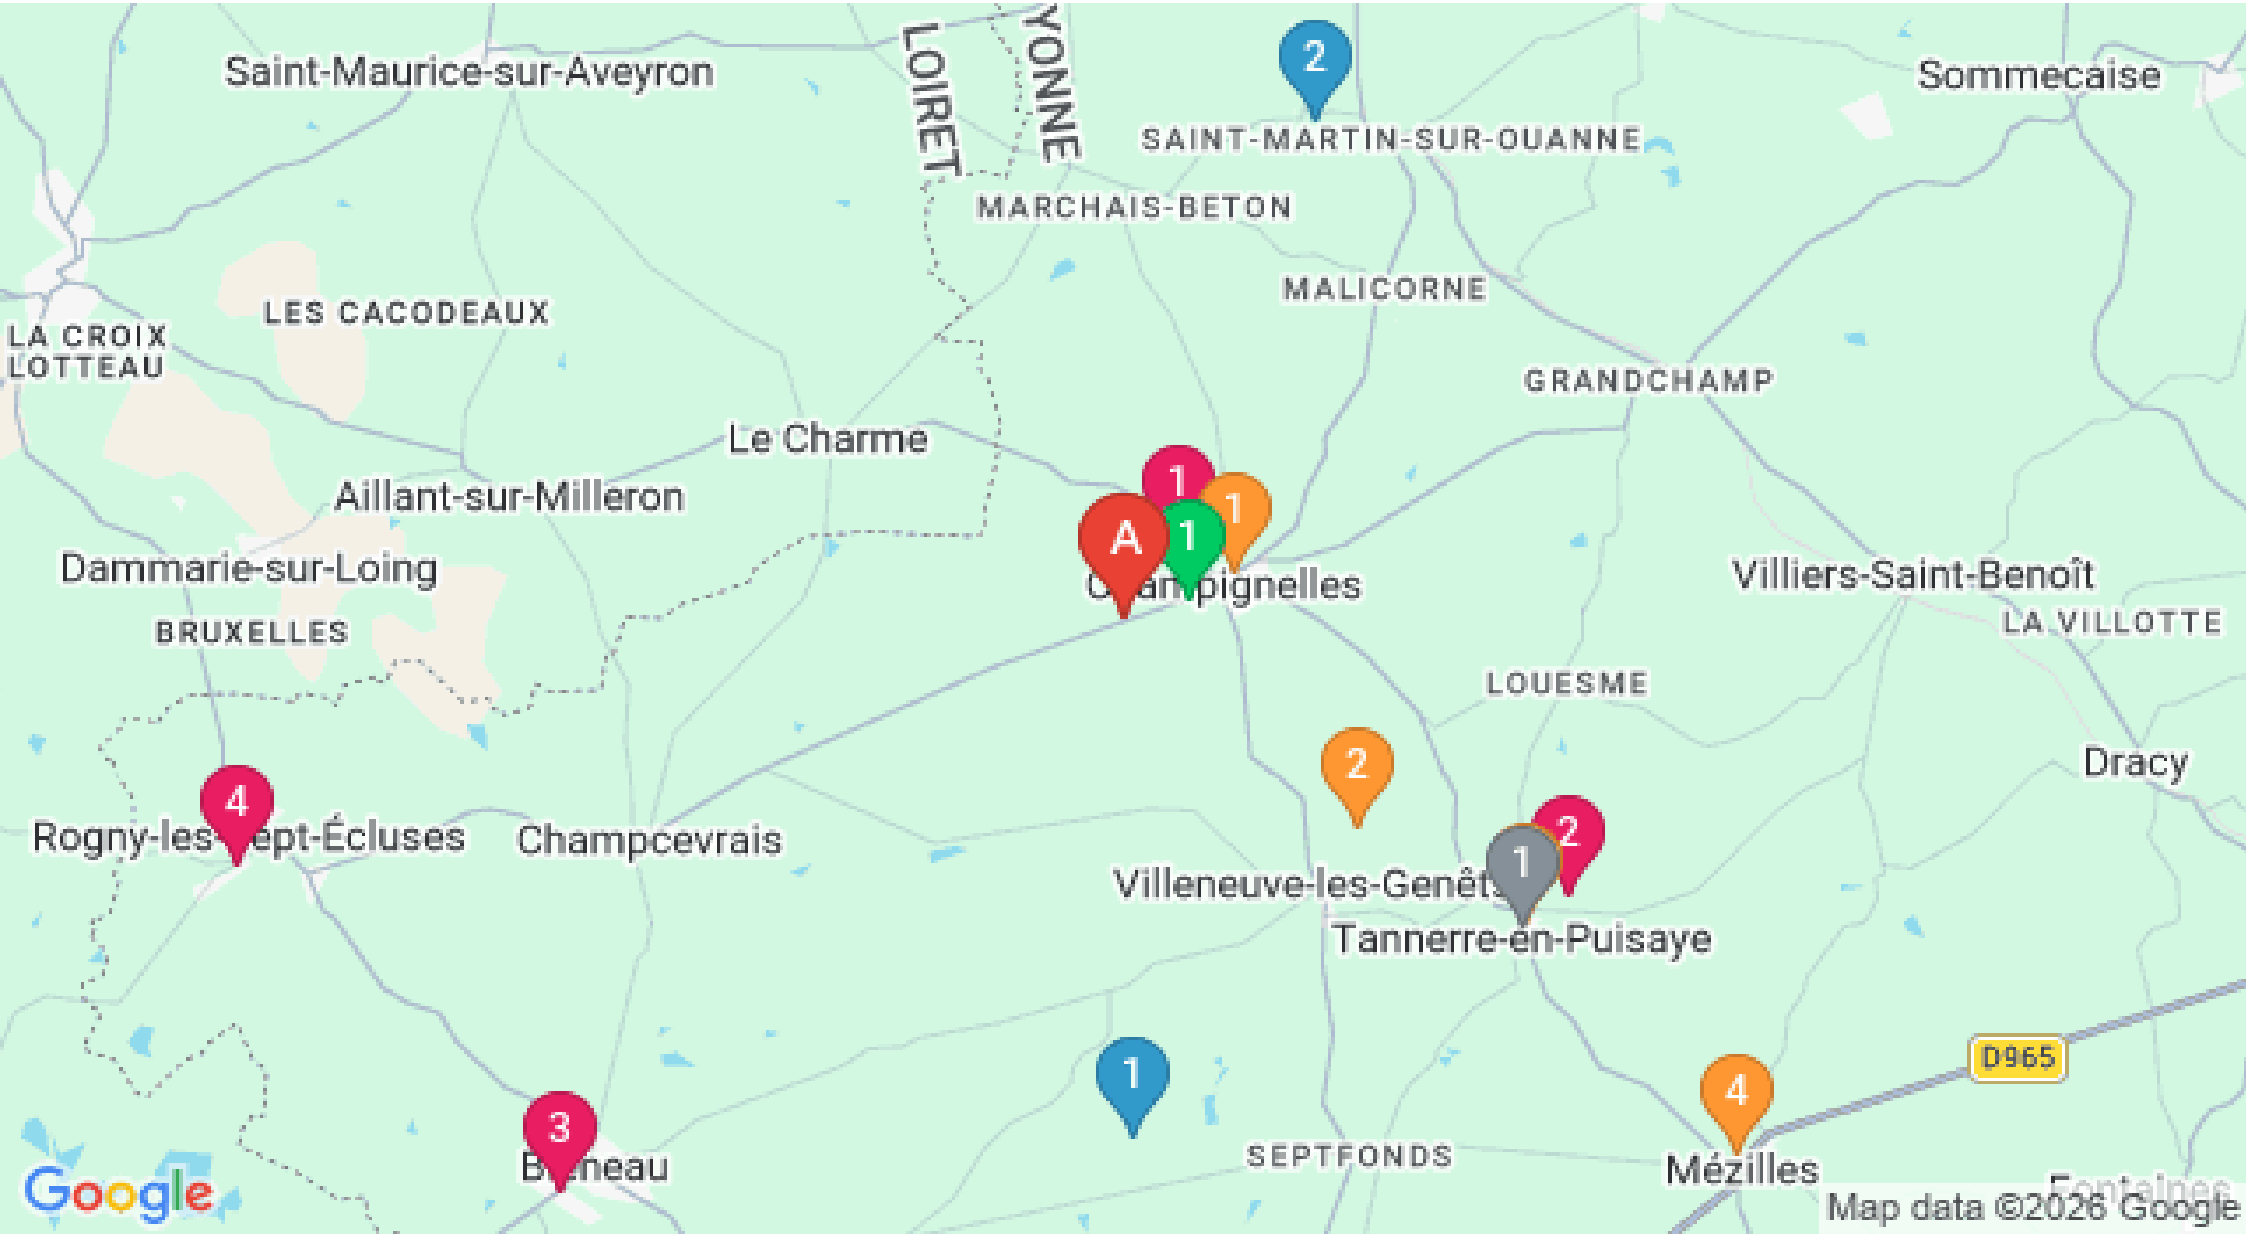 Saint-Maurice-sur-Aveyron
LOIRET
YONNE
2
Sommecaise
SAINT-MARTIN-SUR-OUANNE
MARCHAIS-BETON
MALICORNE
LES CACODEAUX
LA CROIX
LOTTEAU
GRANDCHAMP
Le Charme
Aillant-sur-Milleron
1
1
A
1
Champignelles
Dammarie-sur-Loing
Villiers-Saint-Benoît
BRUXELLES
LA VILLOTTE
LOUESME
2
Dracy
4
Rogny-les-Sept-Écluses
Champcevrais
2
1
Villeneuve-les-Genêts
Tannerre-en-Puisaye
D965
1
4
3
Bléneau
SEPTFONDS
Mézilles
Fontaines
Google
Map data ©2026 Google